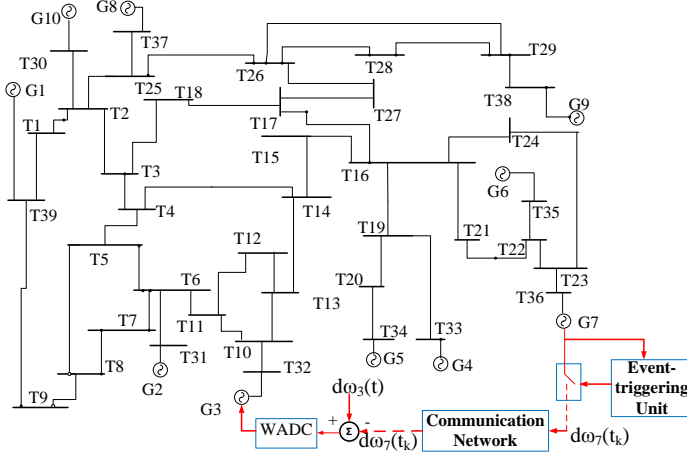 G10
G8
T37
T30
T25
T26
T28
T29
G1
T18
T2
T38
T27
G9
T1
T17
T24
T15
T16
T3
G6
T39
T4
T14
T35
T19
T21
T22
T5
T12
T20
T23
T6
T13
T36
T7
T11
T34
T33
G7
T31
T10
T8
T32
G5
G4
T9
G2
G3
dω3(t)
Event-
triggering
Unit
WADC
+
Σ
-
dω7(tk)
Communication
Network
dω7(tk)